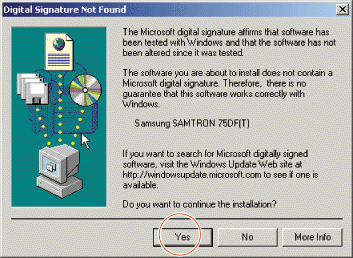 Digital Signature Not Found
The Microsoft digital signature affirms that software has
been tested with Windows and that the software has not
been altered since it was tested.
The software you are about to install does not contain a
Microsoft digital signature. Therefore, there is no
guarantee that this software works correctly with
Windows.
Samsung SAMTRON 75DF(T)
If you want to search for Microsoft digitally signed
software, visit the Windows Update Web site at
http://windowsupdate.microsoft.com to see if one is
available.
Do you want to continue the installation?
Yes No More Info